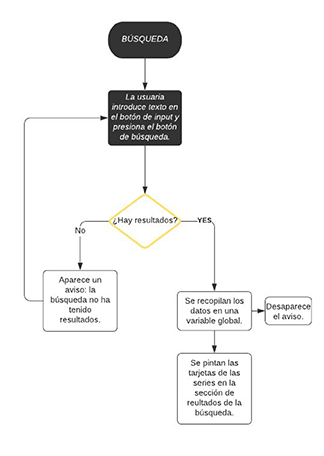 BÚSQUEDA
La usuaria
introduce texto en
el botón de input y
presiona el botón
de búsqueda.
¿Hay resultados?
YES
No
Aparece un
aviso: la
búsqueda no ha
tenido
resultados.
Se recopilan los
datos en una
variable global.
Desaparece
el aviso.
Se pintan las
tarjetas de las
series en la
sección de
reultados de la
búsqueda.